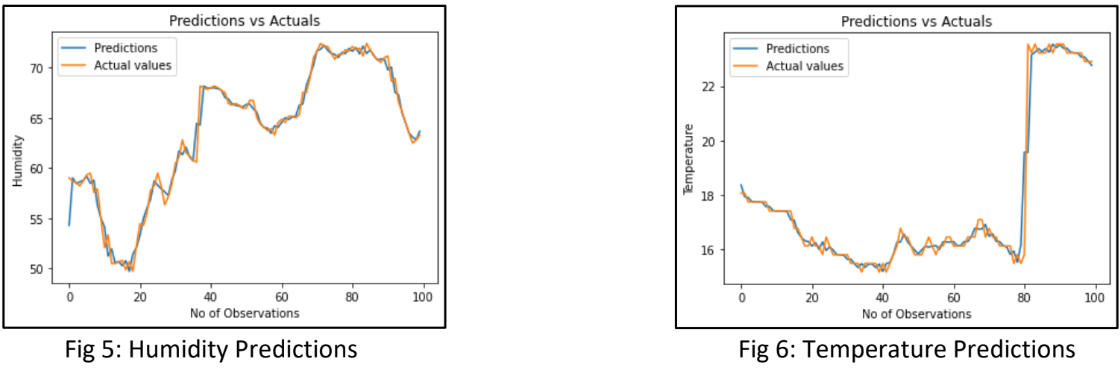 Predictions vs Actuals
Predictions
Actual values
70
65
60
55
50
Humidity
0 20 40 60 80 100
No of Observations
Fig 5: Humidity Predictions
Predictions vs Actuals
Predictions
Actual values
22
20
18
16
Temperature
0 20 40 60 80 100
No of Observations
Fig 6: Temperature Predictions